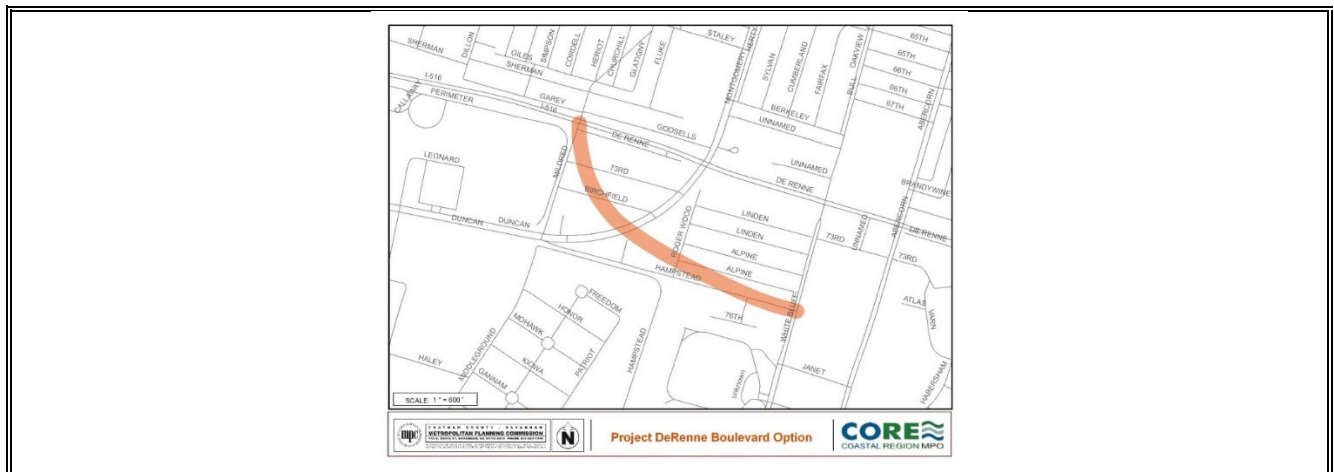 STALEY
HERTY
65TH
65TH
66TH
66TH
67TH
SHERMAN
DILLON
GILES
SIMPSON
CORDELL
HERIOT
CHURCHILL
GLATIGNY
FLUKE
SHERMAN
MONTGOMERY
SYLVAN
CUMBERLAND
FAIRFAX
BULL
OAKVIEW
ABERCORN
I-516
CALLAWAY
PERIMETER
I-516
GAREY
GODSELLS
BERKELEY
UNNAMED
DE RENNE
UNNAMED
DE RENNE
BRANDYWINE
LEONARD
MILDRED
73RD
BIRCHFIELD
DUNCAN
DUNCAN
ROGER WOOD
LINDEN
LINDEN
ALPINE
ALPINE
73RD
UNNAMED
ABERCORN
DE RENNE
73RD
HAMPSTEAD
FREEDOM
HONOR
MOHAWK
KIOWA
GANNAM
PATRIOT
HAMPSTEAD
76TH
WHITE BLUFF
ATLAS
VARN
HALEY
MIDDLEGROUND
unknown
JANET
HABERSHAM
SCALE: 1 " = 600 '
mpc
CHATHAM COUNTY - SAVANNAH
METROPOLITAN PLANNING COMMISSION
N
Project DeRenne Boulevard Option
CORE
COASTAL REGION MPO